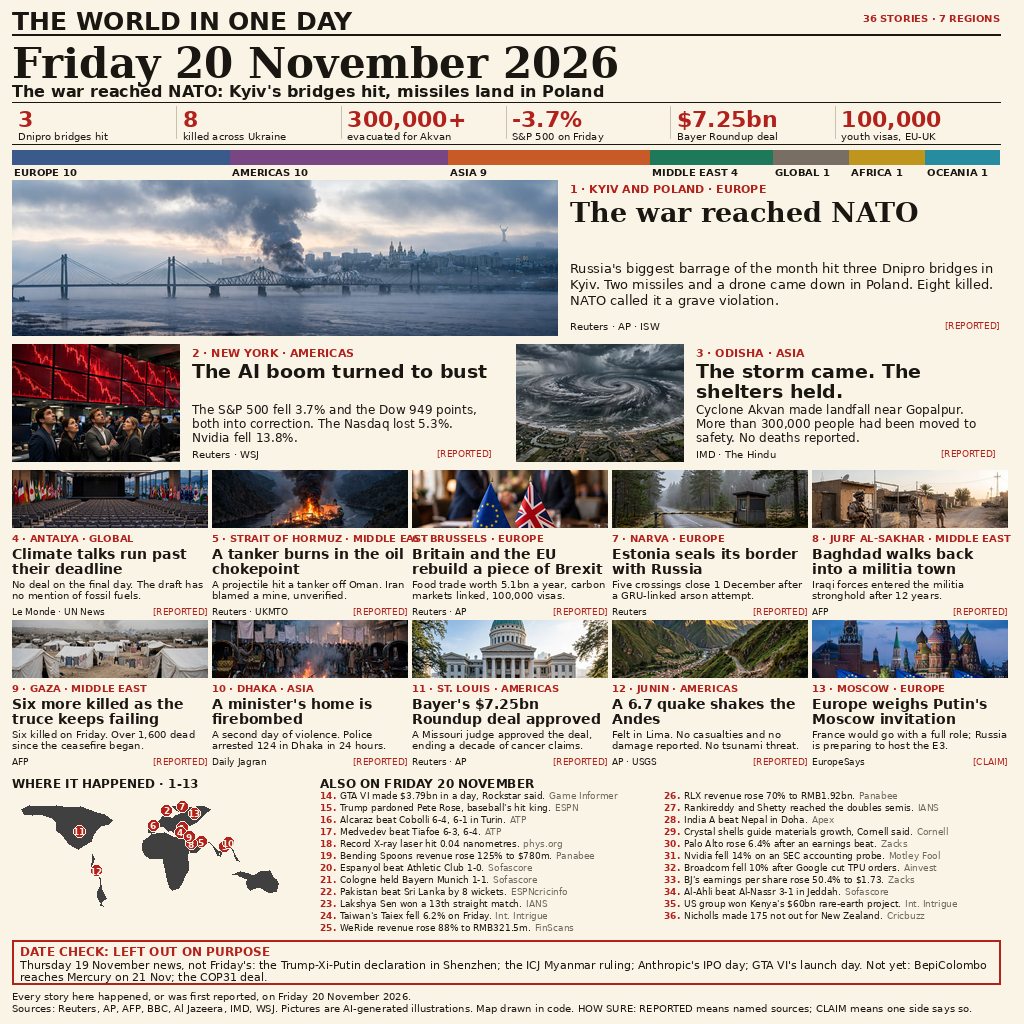 THE WORLD IN ONE DAY
36 STORIES · 7 REGIONS
Friday 20 November 2026
The war reached NATO: Kyiv's bridges hit, missiles land in Poland
3
Dnipro bridges hit
8
killed across Ukraine
300,000+
evacuated for Akvan
-3.7%
S&P 500 on Friday
$7.25bn
Bayer Roundup deal
100,000
youth visas, EU-UK
EUROPE 10
AMERICAS 10
ASIA 9
MIDDLE EAST 4
GLOBAL 1
AFRICA 1
OCEANIA 1
1 · KYIV AND POLAND · EUROPE
The war reached NATO
Russia's biggest barrage of the month hit three Dnipro bridges in
Kyiv. Two missiles and a drone came down in Poland. Eight killed.
NATO called it a grave violation.
Reuters · AP · ISW
[REPORTED]
2 · NEW YORK · AMERICAS
The AI boom turned to bust
The S&P 500 fell 3.7% and the Dow 949 points,
both into correction. The Nasdaq lost 5.3%.
Nvidia fell 13.8%.
Reuters · WSJ
[REPORTED]
3 · ODISHA · ASIA
The storm came. The
shelters held.
Cyclone Akvan made landfall near Gopalpur.
More than 300,000 people had been moved to
safety. No deaths reported.
IMD · The Hindu
[REPORTED]
4 · ANTALYA · GLOBAL
Climate talks run past
their deadline
No deal on the final day. The draft has
no mention of fossil fuels.
Le Monde · UN News
[REPORTED]
5 · STRAIT OF HORMUZ · MIDDLE EAST
A tanker burns in the oil
chokepoint
A projectile hit a tanker off Oman. Iran
blamed a mine, unverified.
Reuters · UKMTO
[REPORTED]
BRUSSELS · EUROPE
Britain and the EU
rebuild a piece of Brexit
Food trade worth 5.1bn a year, carbon
markets linked, 100,000 visas.
Reuters · AP
[REPORTED]
7 · NARVA · EUROPE
Estonia seals its border
with Russia
Five crossings close 1 December after
a GRU-linked arson attempt.
Reuters
[REPORTED]
8 · JURF AL-SAKHAR · MIDDLE EAST
Baghdad walks back
into a militia town
Iraqi forces entered the militia
stronghold after 12 years.
AFP
[REPORTED]
9 · GAZA · MIDDLE EAST
Six more killed as the
truce keeps failing
Six killed on Friday. Over 1,600 dead
since the ceasefire began.
AFP
[REPORTED]
10 · DHAKA · ASIA
A minister's home is
firebombed
A second day of violence. Police
arrested 124 in Dhaka in 24 hours.
Daily Jagran
[REPORTED]
11 · ST. LOUIS · AMERICAS
Bayer's $7.25bn
Roundup deal approved
A Missouri judge approved the deal,
ending a decade of cancer claims.
Reuters · AP
[REPORTED]
12 · JUNIN · AMERICAS
A 6.7 quake shakes the
Andes
Felt in Lima. No casualties and no
damage reported. No tsunami threat.
AP · USGS
[REPORTED]
13 · MOSCOW · EUROPE
Europe weighs Putin's
Moscow invitation
France would go with a full role; Russia
is preparing to host the E3.
EuropeSays
[CLAIM]
WHERE IT HAPPENED · 1-13
2
7
13
6
11
4
9
8
5
10
12
ALSO ON FRIDAY 20 NOVEMBER
14. GTA VI made $3.79bn in a day, Rockstar said. Game Informer
15. Trump pardoned Pete Rose, baseball's hit king. ESPN
16. Alcaraz beat Cobolli 6-4, 6-1 in Turin. ATP
17. Medvedev beat Tiafoe 6-3, 6-4. ATP
18. Record X-ray laser hit 0.04 nanometres. phys.org
19. Bending Spoons revenue rose 125% to $780m. Panabee
20. Espanyol beat Athletic Club 1-0. Sofascore
21. Cologne held Bayern Munich 1-1. Sofascore
22. Pakistan beat Sri Lanka by 8 wickets. ESPNcricinfo
23. Lakshya Sen won a 13th straight match. IANS
24. Taiwan's Taiex fell 6.2% on Friday. Int. Intrigue
25. WeRide revenue rose 88% to RMB321.5m. FinScans
26. RLX revenue rose 70% to RMB1.92bn. Panabee
27. Rankireddy and Shetty reached the doubles semis. IANS
28. India A beat Nepal in Doha. Apex
29. Crystal shells guide materials growth, Cornell said. Cornell
30. Palo Alto rose 6.4% after an earnings beat. Zacks
31. Nvidia fell 14% on an SEC accounting probe. Motley Fool
32. Broadcom fell 10% after Google cut TPU orders. Ainvest
33. BJ's earnings per share rose 50.4% to $1.73. Zacks
34. Al-Ahli beat Al-Nassr 3-1 in Jeddah. Sofascore
35. US group won Kenya's $60bn rare-earth project. Int. Intrigue
36. Nicholls made 175 not out for New Zealand. Cricbuzz
DATE CHECK: LEFT OUT ON PURPOSE
Thursday 19 November news, not Friday's: the Trump-Xi-Putin declaration in Shenzhen; the ICJ Myanmar ruling; Anthropic's IPO day; GTA VI's launch day. Not yet: BepiColombo
reaches Mercury on 21 Nov; the COP31 deal.
Every story here happened, or was first reported, on Friday 20 November 2026.
Sources: Reuters, AP, AFP, BBC, Al Jazeera, IMD, WSJ. Pictures are AI-generated illustrations. Map drawn in code. HOW SURE: REPORTED means named sources; CLAIM means one side says so.